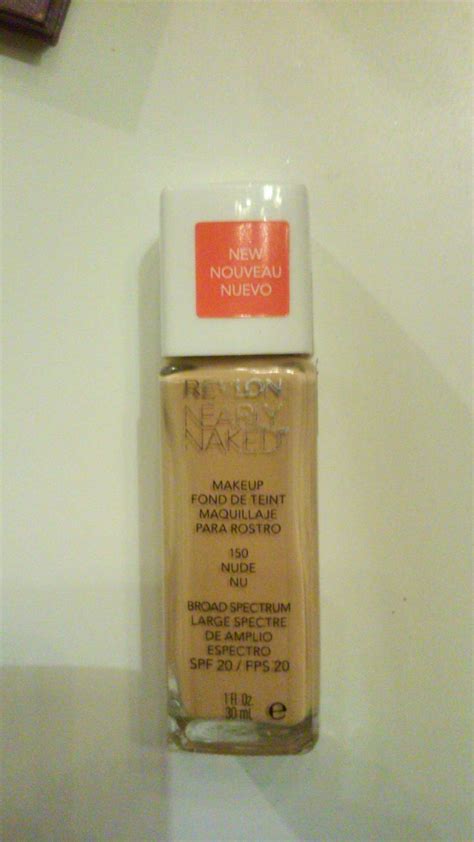 NEW
NOUVEAU
NUEVO
REVLON
NEARLY
NAKED™
MAKEUP
FOND DE TEINT
MAQUILLAJE
PARA ROSTRO
150
NUDE
NU
BROAD SPECTRUM
LARGE SPECTRE
DE AMPLIO
ESPECTRO
SPF 20 / FPS 20
1 Fl. Oz.
30 mL e